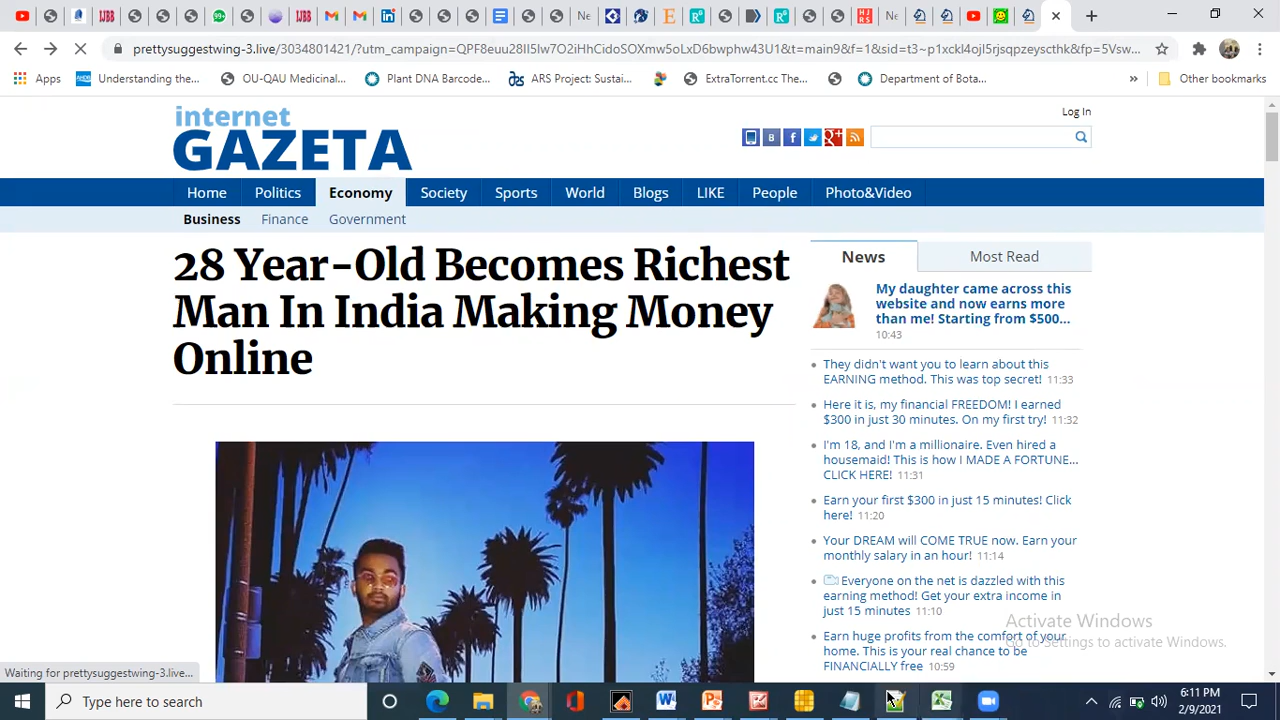 IJBB
99+
IJBB
Ne
Ne
prettysuggestwing-3.live/3034801421/?utm_campaign=QPF8euu28II5lw7O2iHhCidoSOXmw5oLxD6bwphw43U1&t=main9&f=1&sid=t3~p1xckl4ojl5rjsqpzeyscthk&fp=5Vsw...
Apps
Understanding the...
OU-QAU Medicinal...
Plant DNA Barcode...
ARS Project: Sustai...
ExtraTorrent.cc The...
Department of Bota...
»
Other bookmarks
internet
GAZETA
Log In
Home Politics Economy Society Sports World Blogs LIKE People Photo&Video
Business Finance Government
28 Year-Old Becomes Richest
Man In India Making Money
Online
News
Most Read
My daughter came across this
website and now earns more
than me! Starting from $500...
10:43
They didn't want you to learn about this
EARNING method. This was top secret! 11:33
Here it is, my financial FREEDOM! I earned
$300 in just 30 minutes. On my first try! 11:32
I'm 18, and I'm a millionaire. Even hired a
housemaid! This is how I MADE A FORTUNE...
CLICK HERE! 11:31
Earn your first $300 in just 15 minutes! Click
here! 11:20
Your DREAM will COME TRUE now. Earn your
monthly salary in an hour! 11:14
Everyone on the net is dazzled with this
earning method! Get your extra income in
just 15 minutes 11:10
Earn huge profits from the comfort of your
home. This is your real chance to be
FINANCIALLY free 10:59
Activate Windows
Go to Settings to activate Windows.
Waiting for prettysuggestwing-3.live...
Type here to search
6:11 PM
2/9/2021